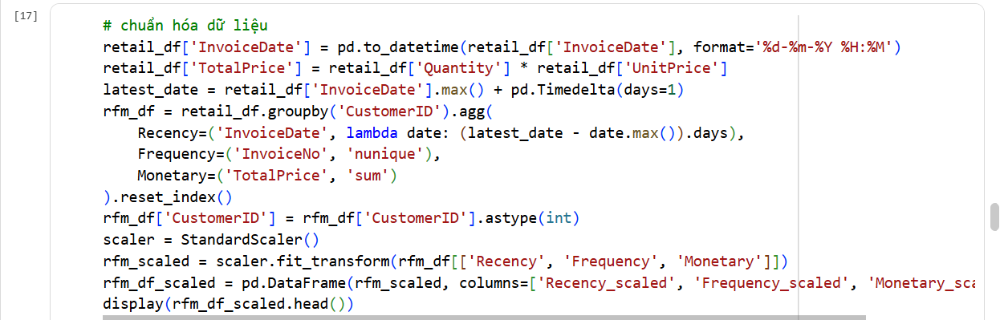 [17]
# chuẩn hóa dữ liệu
retail_df['InvoiceDate'] = pd.to_datetime(retail_df['InvoiceDate'], format='%d-%m-%Y %H:%M')
retail_df['TotalPrice'] = retail_df['Quantity'] * retail_df['UnitPrice']
latest_date = retail_df['InvoiceDate'].max() + pd.Timedelta(days=1)
rfm_df = retail_df.groupby('CustomerID').agg(
    Recency=('InvoiceDate', lambda date: (latest_date - date.max()).days),
    Frequency=('InvoiceNo', 'nunique'),
    Monetary=('TotalPrice', 'sum')
).reset_index()
rfm_df['CustomerID'] = rfm_df['CustomerID'].astype(int)
scaler = StandardScaler()
rfm_scaled = scaler.fit_transform(rfm_df[['Recency', 'Frequency', 'Monetary']])
rfm_df_scaled = pd.DataFrame(rfm_scaled, columns=['Recency_scaled', 'Frequency_scaled', 'Monetary_sca
display(rfm_df_scaled.head())